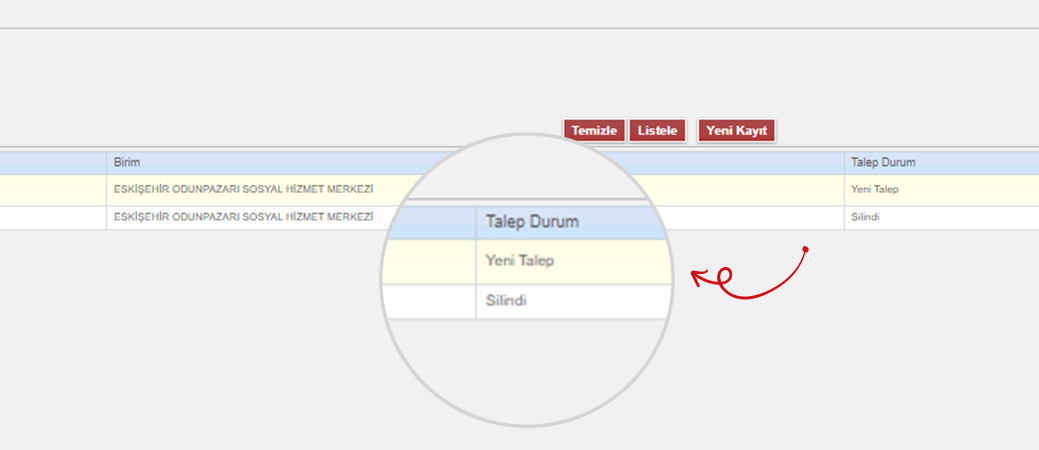 Temizle Listele Yeni Kayıt
Birim Talep Durum
ESKİŞEHİR ODUNPAZARI SOSYAL HİZMET MERKEZİ Yeni Talep
ESKİŞEHİR ODUNPAZARI SOSYAL HİZMET MERKEZİ Silindi
Talep Durum
Yeni Talep
Silindi